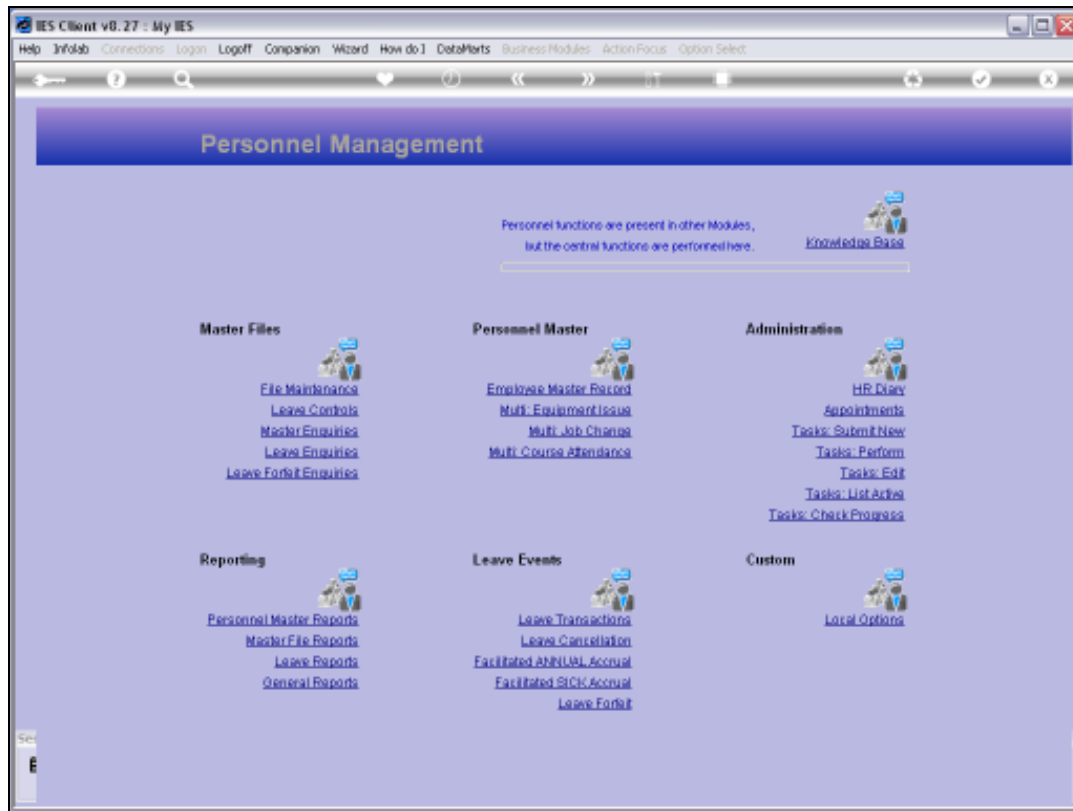 IES Client v8.27 : My IES
Help Infolab Connections Logon Logoff Companion Wizard How do I DataMarts Business Modules Action Focus Option Select
Personnel Management
Personnel functions are present in other Modules,
but the central functions are performed here.
Knowledge Base
Master Files
File Maintenance
Leave Controls
Master Enquiries
Leave Enquiries
Leave Forfeit Enquiries
Personnel Master
Employee Master Record
Multi: Equipment Issue
Multi: Job Change
Multi: Course Attendance
Administration
HR Diary
Appointments
Tasks: Submit New
Tasks: Perform
Tasks: Edit
Tasks: List Active
Tasks: Check Progress
Reporting
Personnel Master Reports
Master File Reports
Leave Reports
General Reports
Leave Events
Leave Transactions
Leave Cancellation
Facilitated ANNUAL Accrual
Facilitated SICK Accrual
Leave Forfeit
Custom
Local Options